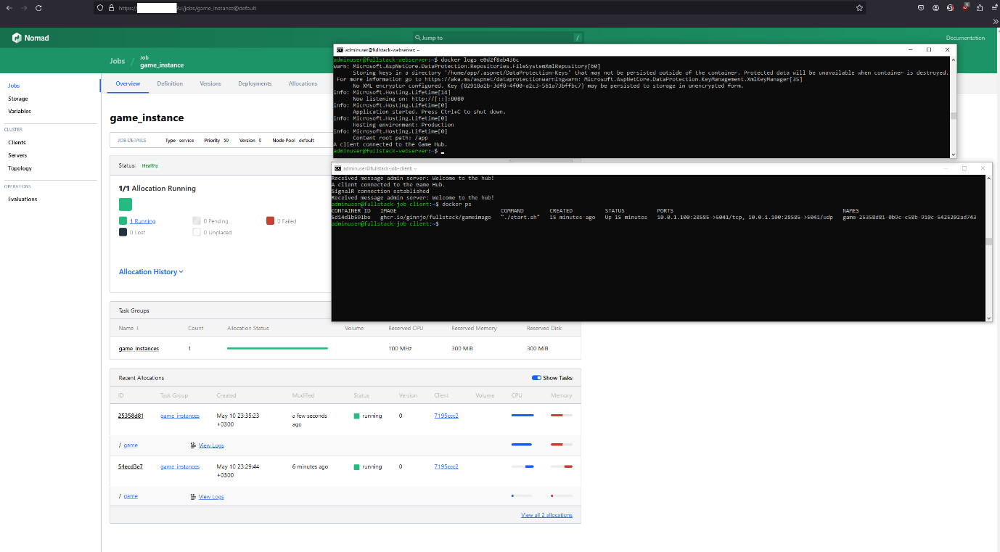 https://
/ui/jobs/game_instance@default
Nomad
Jump to
/
Documentation
Jobs
/
Job
game_instance
Jobs
Storage
Variables
CLUSTER
Clients
Servers
Topology
OPERATIONS
Evaluations
Overview
Definition
Versions
Deployments
Allocations
game_instance
JOB DETAILS
Type service
Priority 50
Version 0
Node Pool default
Status: Healthy
1/1 Allocation Running
1 Running
0 Pending
0 Failed
0 Lost
0 Unplaced
Allocation History
Task Groups
Name
Count
Allocation Status
Volume
Reserved CPU
Reserved Memory
Reserved Disk
game_instances
1
100 MHz
300 MiB
300 MiB
Recent Allocations
Show Tasks
ID
Task Group
Created
Modified
Status
Version
Client
Volume
CPU
Memory
25358d81
game_instances
May 10 23:35:23
+0300
a few seconds
ago
running
0
7195cec2
/ game
View Logs
54ecd3e7
game_instances
May 10 23:29:44
+0300
6 minutes ago
running
0
7195cec2
/ game
View Logs
View all 2 allocations
adminuser@fullstack-webserver: ~
adminuser@fullstack-webserver:~$ docker logs e0d2f8ab436c
warn: Microsoft.AspNetCore.DataProtection.Repositories.FileSystemXmlRepository[60]
Storing keys in a directory '/home/app/.aspnet/DataProtection-Keys' that may not be persisted outside of the container. Protected data will be unavailable when container is destroyed.
For more information go to https://aka.ms/aspnet/dataprotectionwarningwarn: Microsoft.AspNetCore.DataProtection.KeyManagement.XmlKeyManager[35]
No XML encryptor configured. Key {82918a2b-3df8-4f00-a2c3-561a73bffbc7} may be persisted to storage in unencrypted form.
info: Microsoft.Hosting.Lifetime[14]
Now listening on: http://[::]:8080
info: Microsoft.Hosting.Lifetime[0]
Application started. Press Ctrl+C to shut down.
info: Microsoft.Hosting.Lifetime[0]
Hosting environment: Production
info: Microsoft.Hosting.Lifetime[0]
Content root path: /app
A client connected to the Game Hub.
adminuser@fullstack-webserver:~$
adminuser@fullstack-job-client: ~
Received message admin server: Welcome to the hub!
A client connected to the Game Hub.
SignalR connection established
Received message admin server: Welcome to the hub!
adminuser@fullstack-job-client:~$ docker ps
CONTAINER ID IMAGE COMMAND CREATED STATUS PORTS NAMES
5d14d1b591be ghcr.io/ginnjo/fullstack/gameimage "./start.sh" 15 minutes ago Up 15 minutes 10.0.1.100:28585->5041/tcp, 10.0.1.100:28585->5041/udp game-25358d81-0b9c-c58b-910c-5425202ad743
adminuser@fullstack-job-client:~$